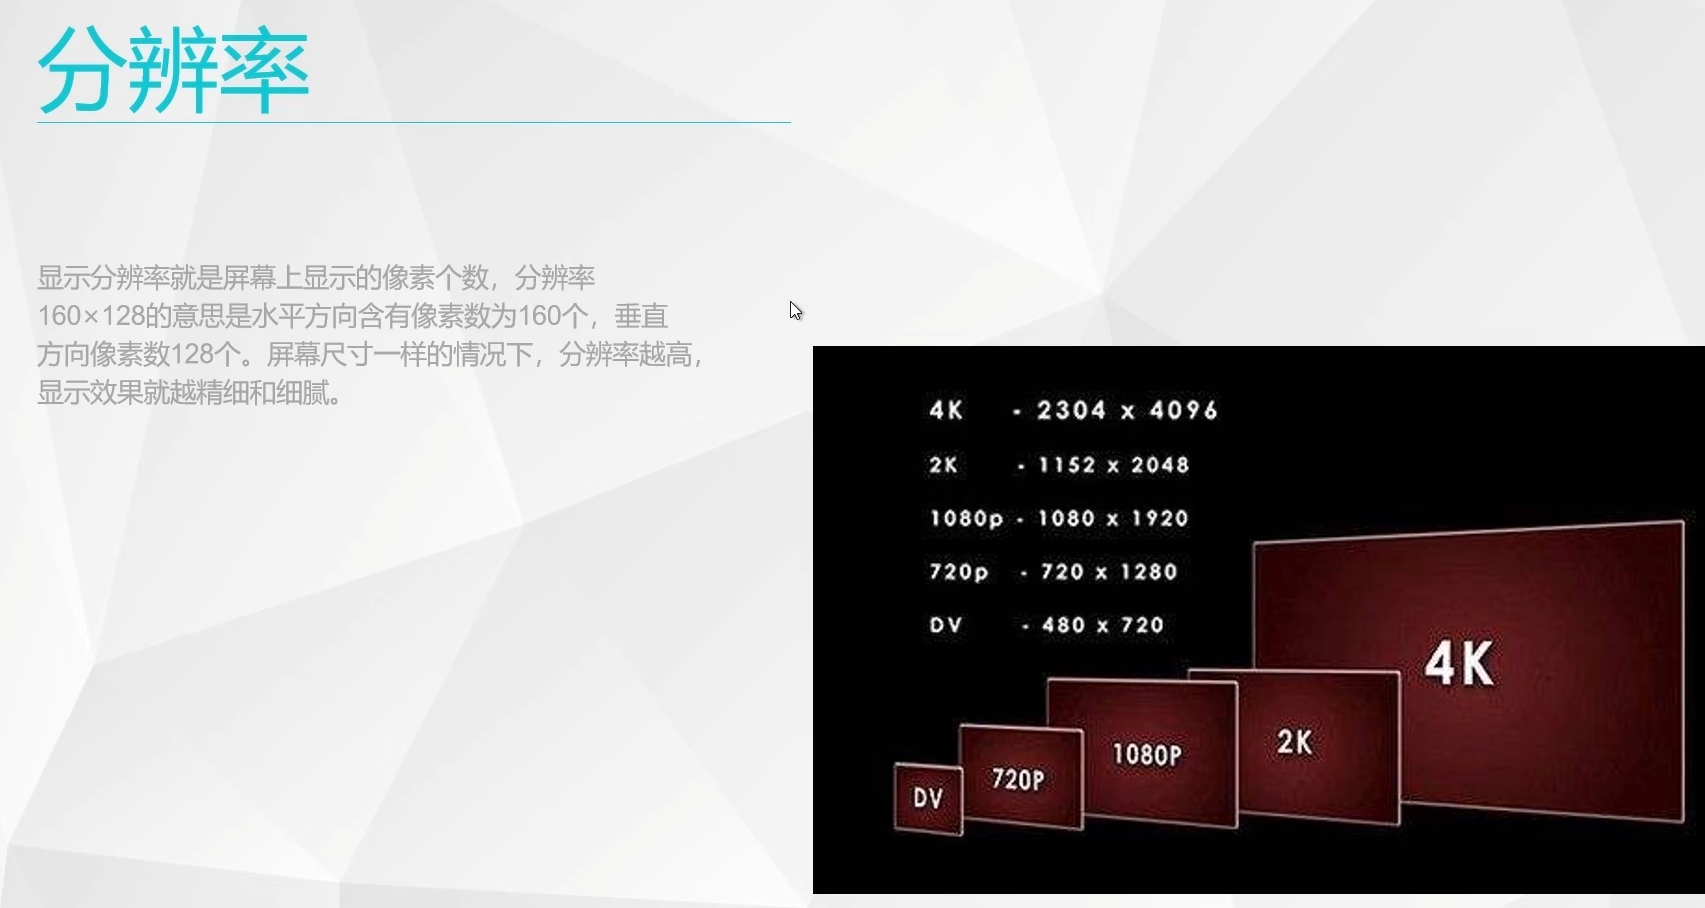 分辨率
显示分辨率就是屏幕上显示的像素个数，分辨率
160×128的意思是水平方向含有像素数为160个，垂直
方向像素数128个。屏幕尺寸一样的情况下，分辨率越高，
显示效果就越精细和细腻。
4K - 2304 x 4096
2K - 1152 x 2048
1080p - 1080 x 1920
720p - 720 x 1280
DV - 480 x 720
4K
2K
1080P
720P
DV